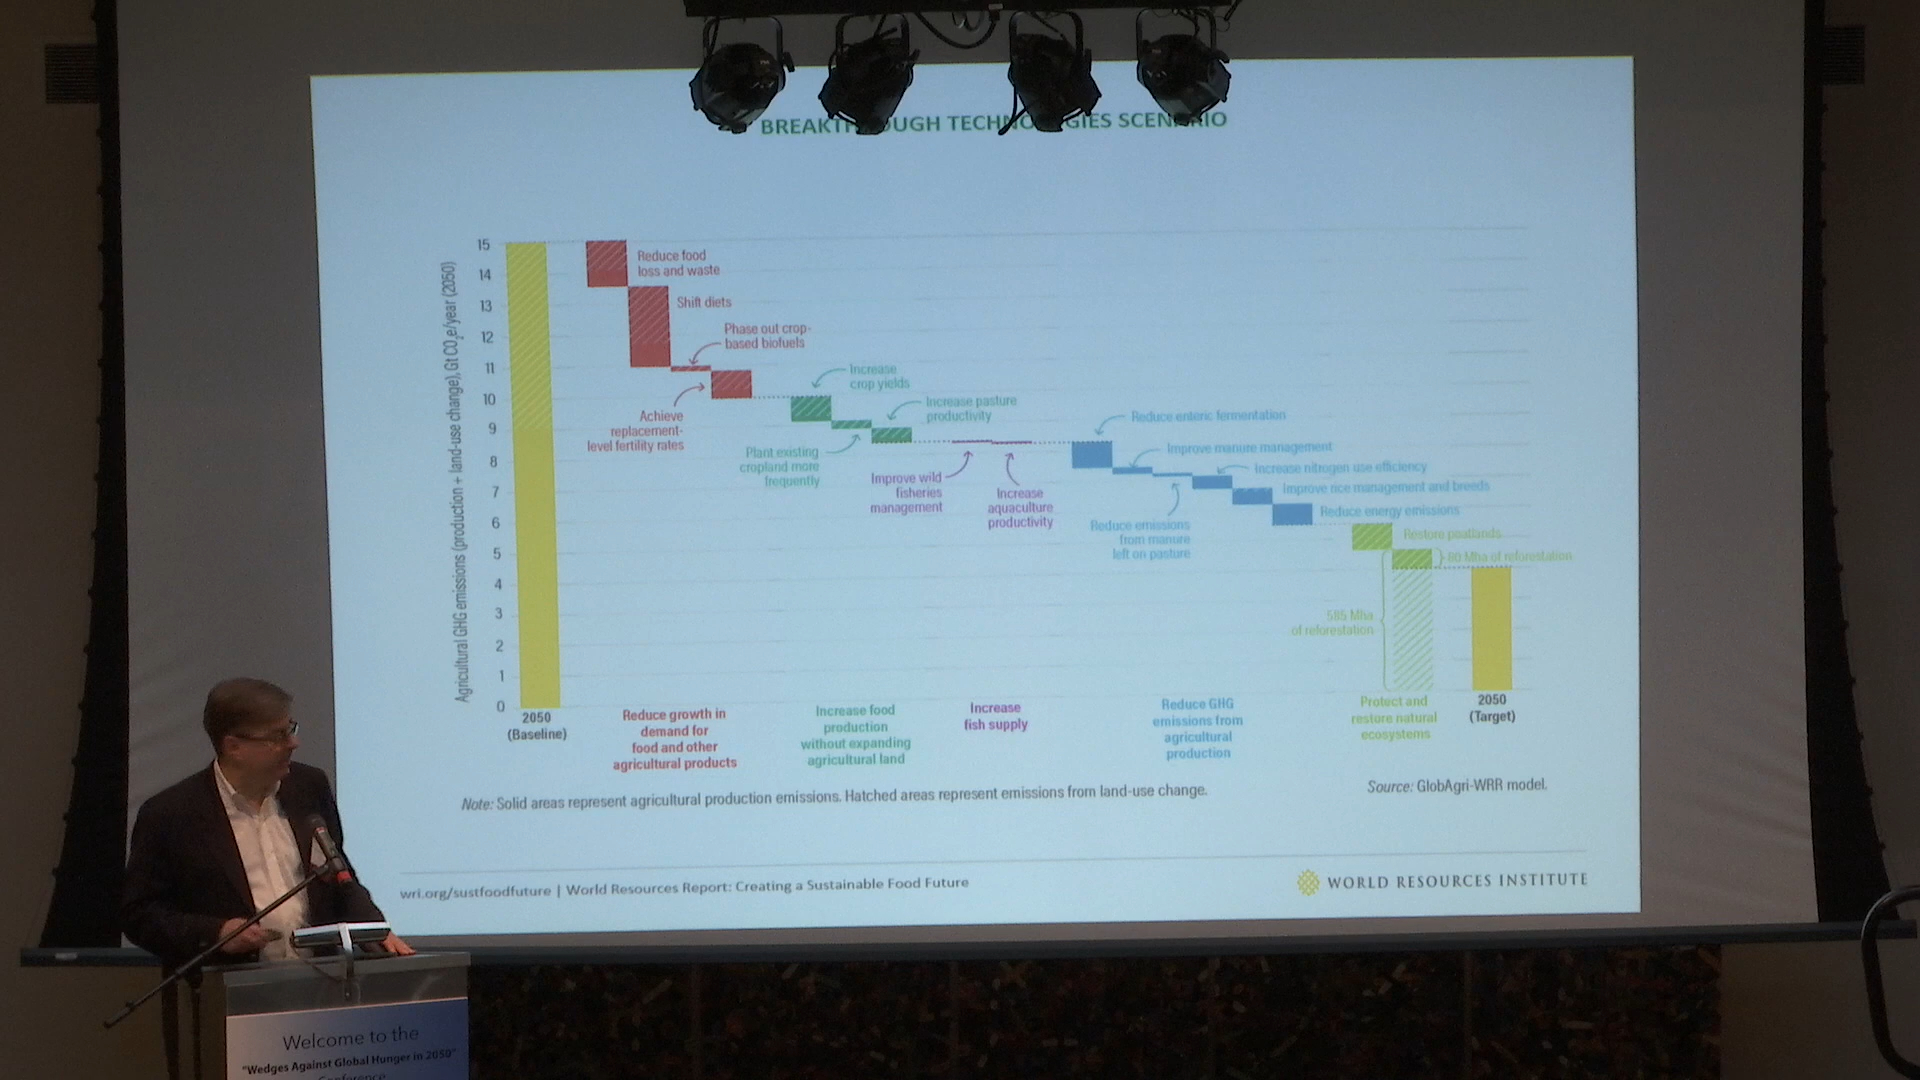 BREAKTHROUGH TECHNOLOGIES SCENARIO
Agricultural GHG emissions (production + land-use change), Gt CO2e/year (2050)
15
14
13
12
11
10
9
8
7
6
5
4
3
2
1
0
Reduce food
loss and waste
Shift diets
Phase out crop-
based biofuels
Achieve
replacement-
level fertility rates
Increase
crop yields
Increase pasture
productivity
Plant existing
cropland more
frequently
Improve wild
fisheries
management
Increase
aquaculture
productivity
Reduce enteric fermentation
Improve manure management
Increase nitrogen use efficiency
Improve rice management and breeds
Reduce energy emissions
Reduce emissions
from manure
left on pasture
Restore peatlands
80 Mha of reforestation
585 Mha
of reforestation
2050
(Baseline)
Reduce growth in
demand for
food and other
agricultural products
Increase food
production
without expanding
agricultural land
Increase
fish supply
Reduce GHG
emissions from
agricultural
production
Protect and
restore natural
ecosystems
2050
(Target)
Note: Solid areas represent agricultural production emissions. Hatched areas represent emissions from land-use change.
Source: GlobAgri-WRR model.
wri.org/sustfoodfuture | World Resources Report: Creating a Sustainable Food Future
WORLD RESOURCES INSTITUTE
Welcome to the
"Wedges Against Global Hunger in 2050"
Conference